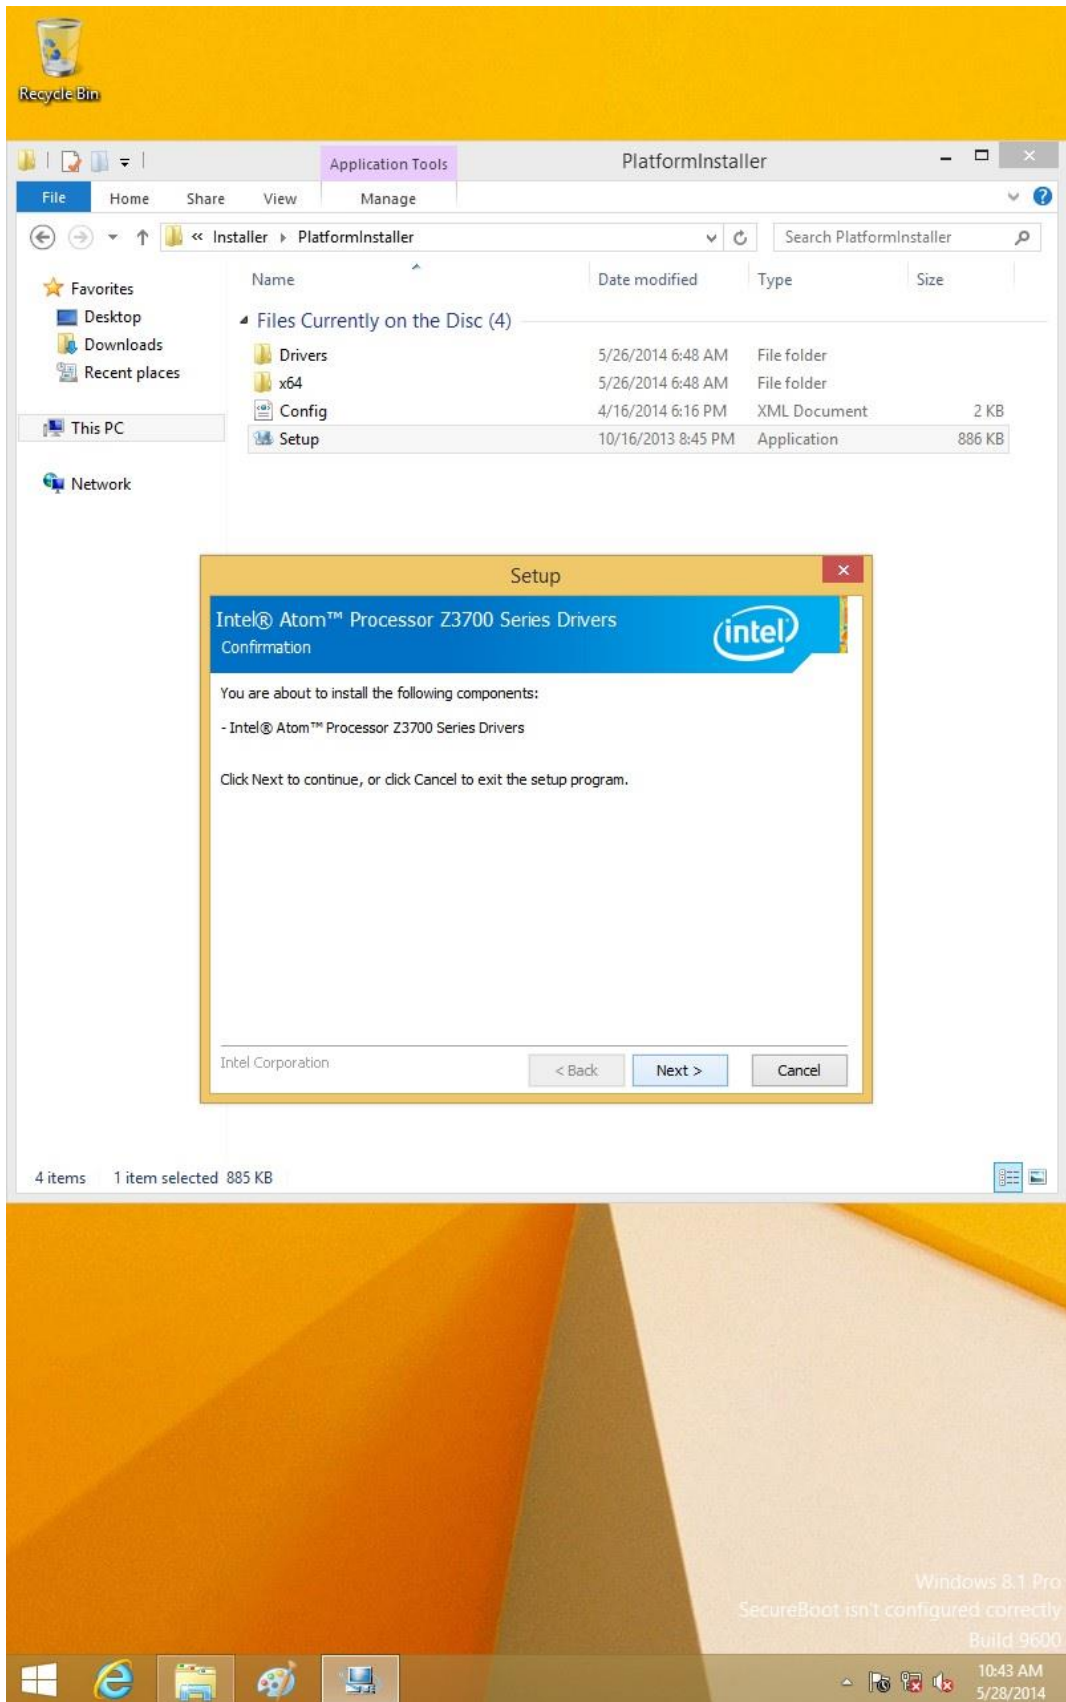 Recycle Bin
Application Tools
PlatformInstaller
File
Home
Share
View
Manage
« Installer
PlatformInstaller
Search PlatformInstaller
Favorites
Desktop
Downloads
Recent places
This PC
Network
Name
Date modified
Type
Size
Files Currently on the Disc (4)
Drivers 5/26/2014 6:48 AM File folder
x64 5/26/2014 6:48 AM File folder
Config 4/16/2014 6:16 PM XML Document 2 KB
Setup 10/16/2013 8:45 PM Application 886 KB
Setup
Intel® Atom™ Processor Z3700 Series Drivers
Confirmation
intel
You are about to install the following components:
- Intel® Atom™ Processor Z3700 Series Drivers
Click Next to continue, or click Cancel to exit the setup program.
Intel Corporation
< Back
Next >
Cancel
4 items
1 item selected 885 KB
Windows 8.1 Pro
SecureBoot isn't configured correctly
Build 9600
10:43 AM
5/28/2014